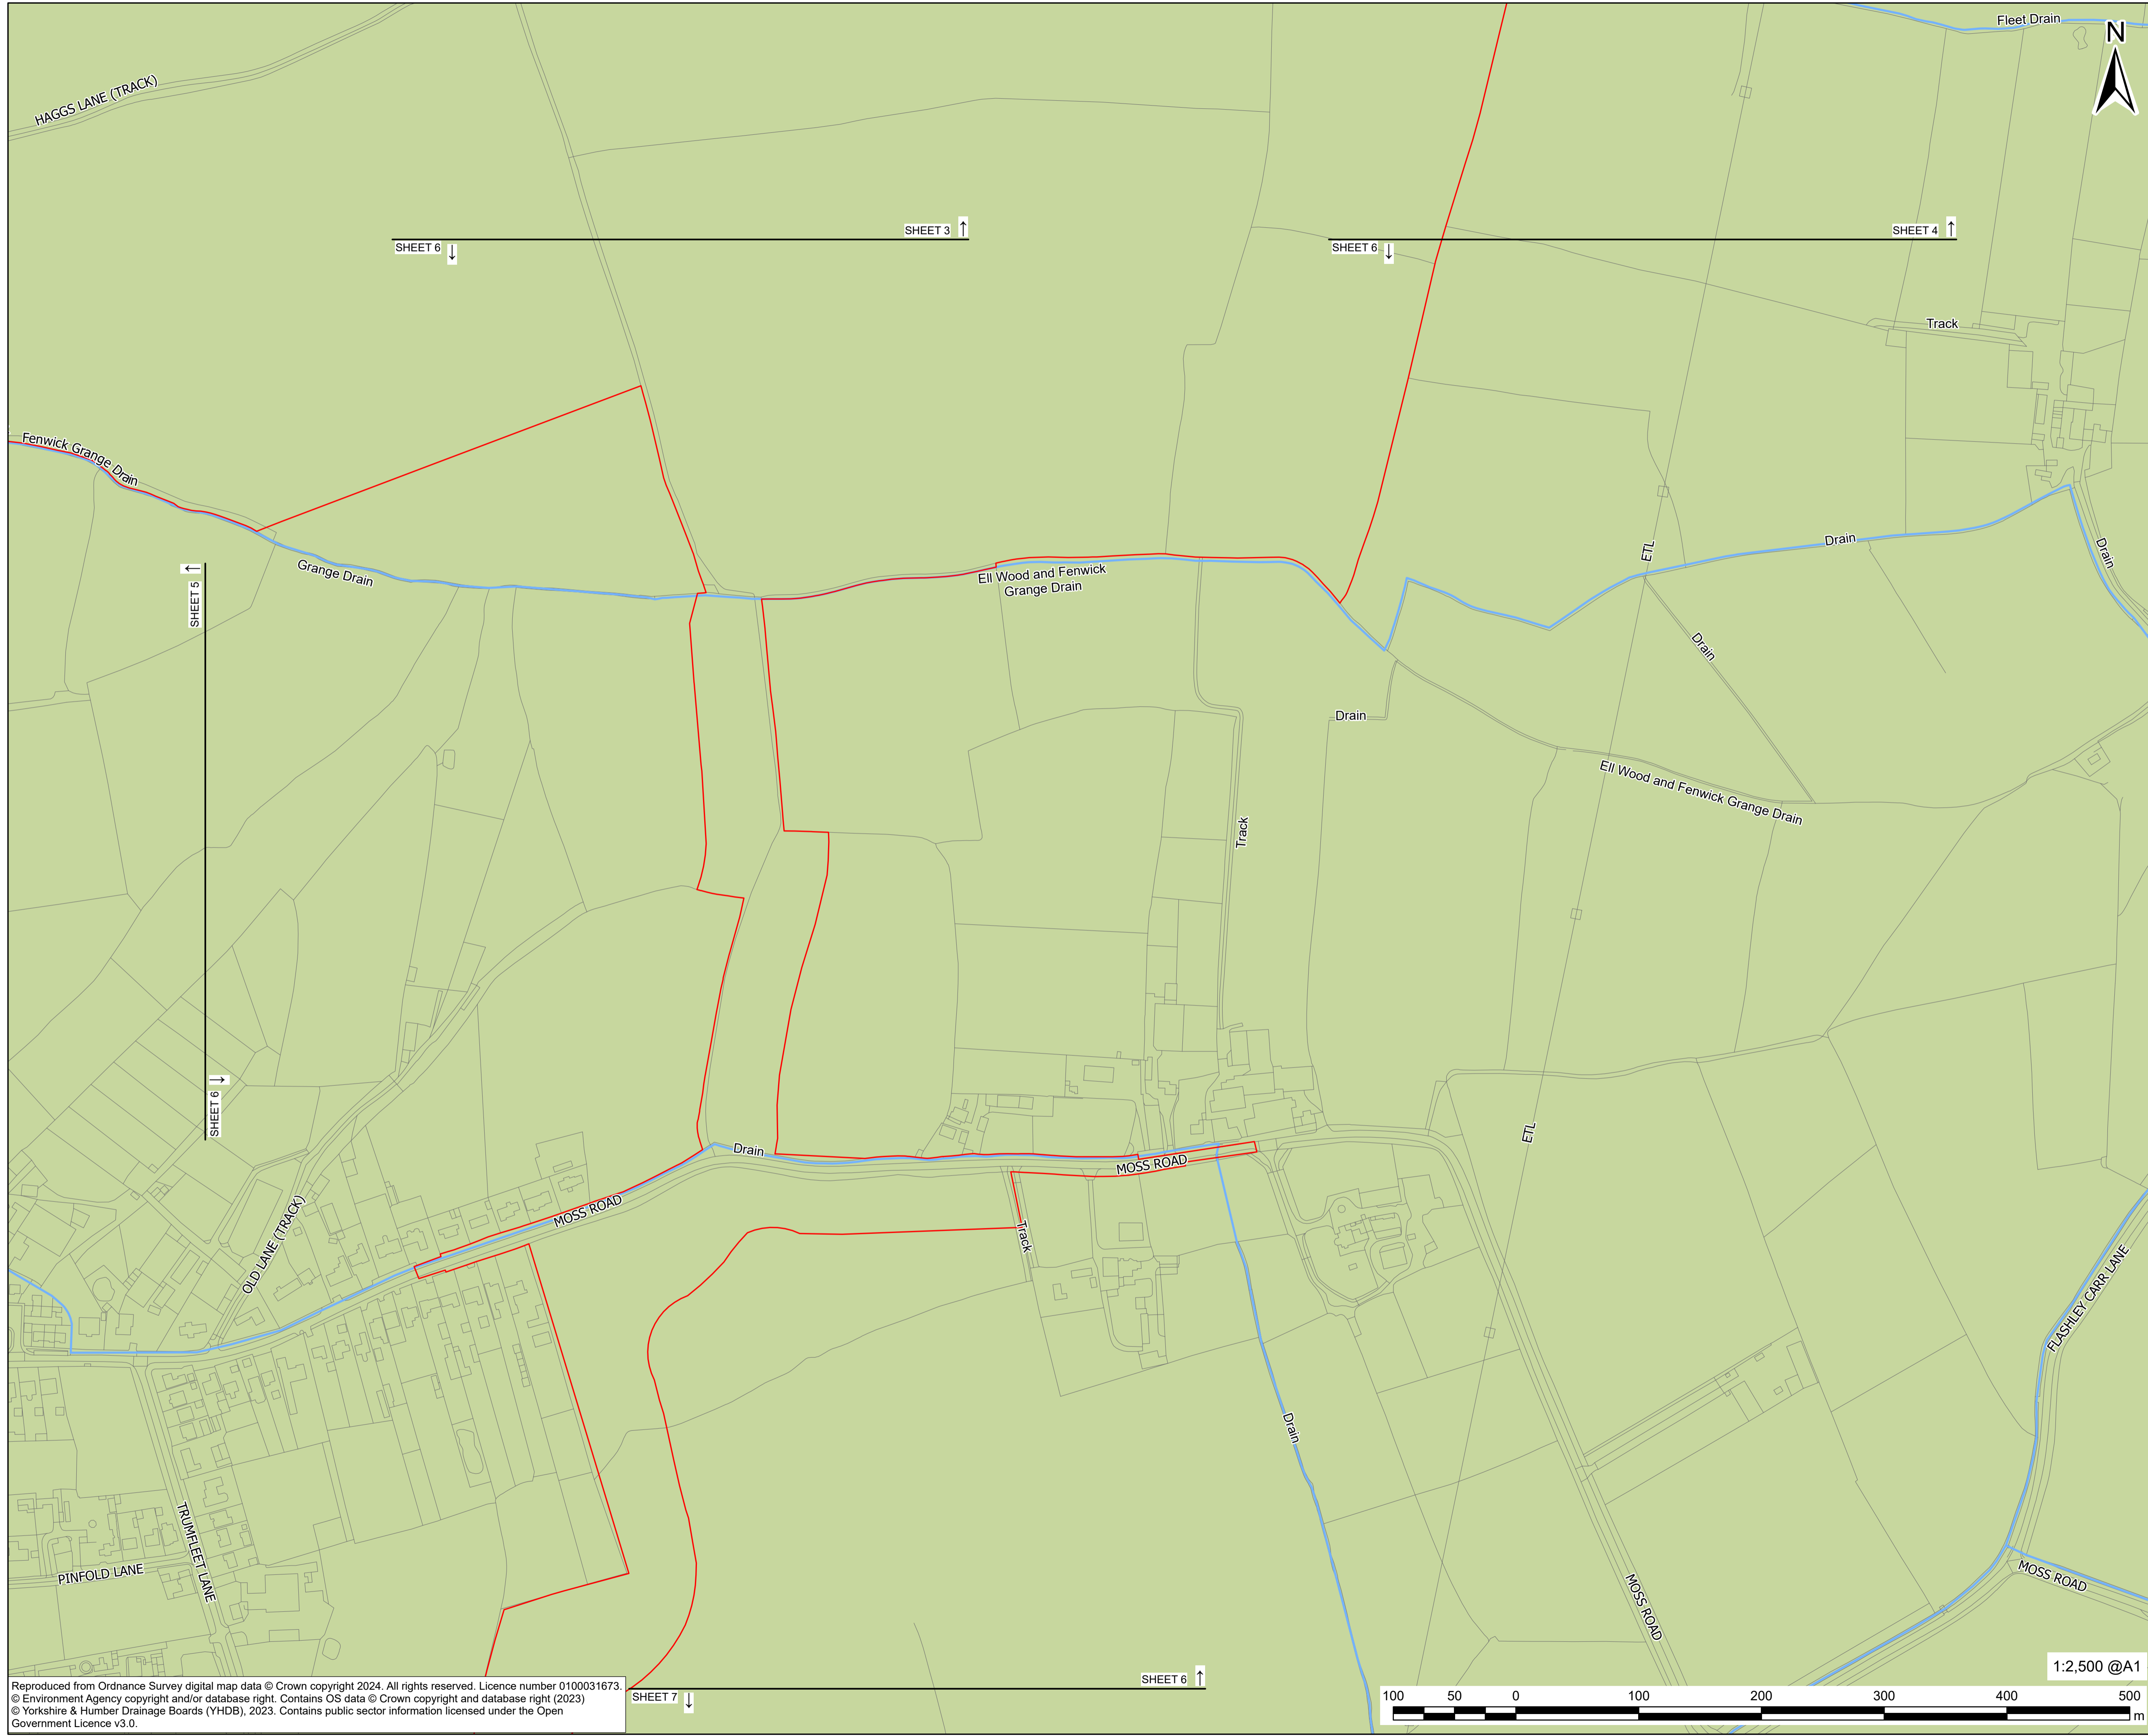 Fleet Drain
N
HAGGS LANE (TRACK)
SHEET 3 ↑
SHEET 6 ↓
SHEET 4 ↑
SHEET 6 ↓
Track
Fenwick Grange Drain
Grange Drain
SHEET 5
SHEET 6
Ell Wood and Fenwick
Grange Drain
ETL
Drain
Drain
Drain
Drain
Ell Wood and Fenwick Grange Drain
Track
ETL
Drain
MOSS ROAD
MOSS ROAD
OLD LANE (TRACK)
Track
FLASHLEY CARR LANE
Drain
TRUMFLEET LANE
PINFOLD LANE
MOSS ROAD
MOSS ROAD
SHEET 6 ↑
SHEET 7 ↓
1:2,500 @A1
100 50 0 100 200 300 400 500
m
Reproduced from Ordnance Survey digital map data © Crown copyright 2024. All rights reserved. Licence number 0100031673.
© Environment Agency copyright and/or database right. Contains OS data © Crown copyright and database right (2023)
© Yorkshire & Humber Drainage Boards (YHDB), 2023. Contains public sector information licensed under the Open
Government Licence v3.0.